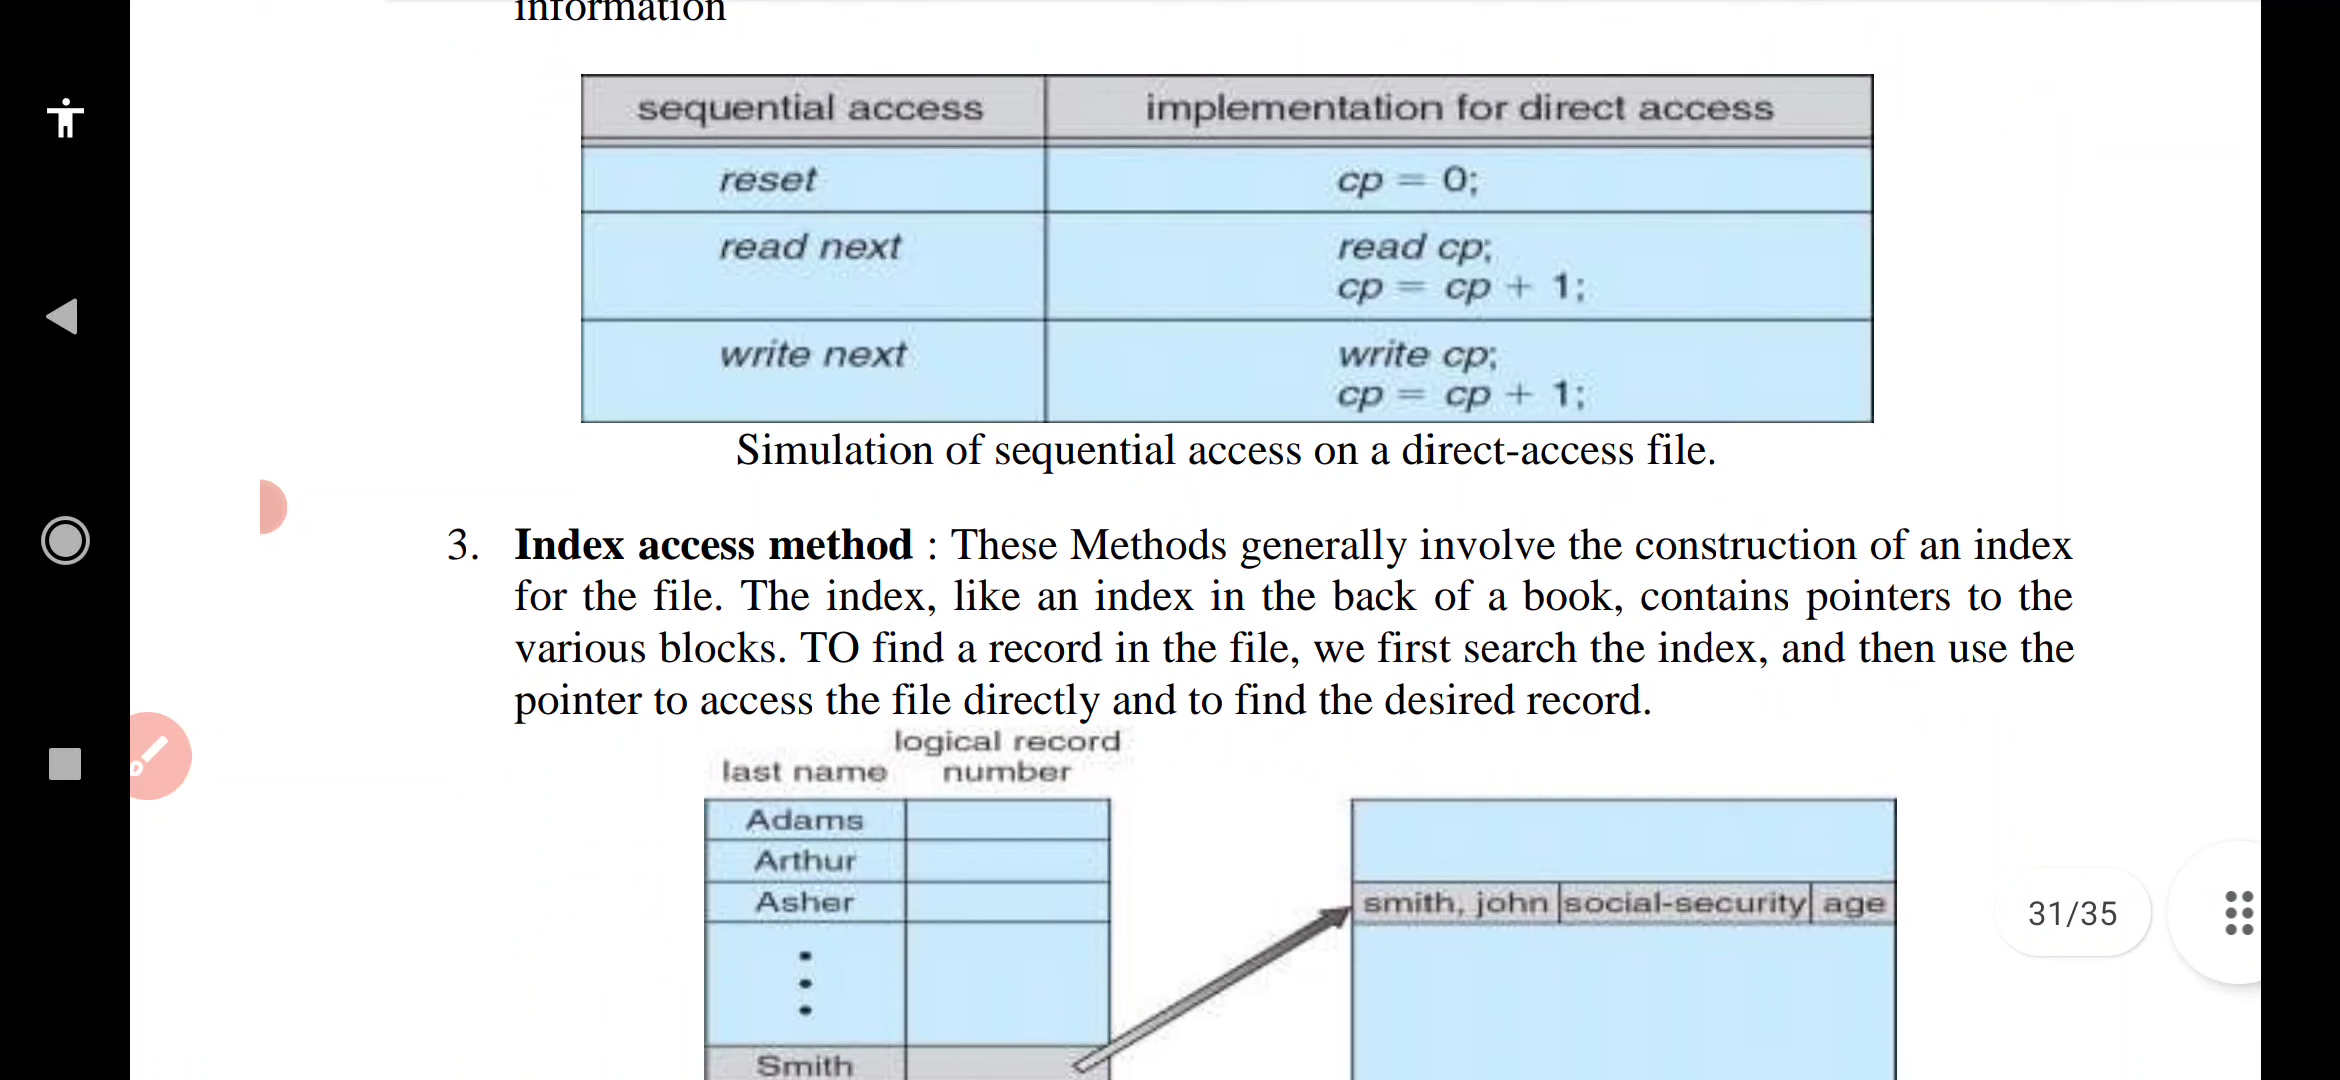 information
sequential access implementation for direct access
reset cp = 0;
read next read cp;
cp = cp + 1;
write next write cp;
cp = cp + 1;
Simulation of sequential access on a direct-access file.
3. Index access method : These Methods generally involve the construction of an index
for the file. The index, like an index in the back of a book, contains pointers to the
various blocks. TO find a record in the file, we first search the index, and then use the
pointer to access the file directly and to find the desired record.
logical record
last name number
Adams
Arthur
Asher
smith, john social-security age
Smith
31/35